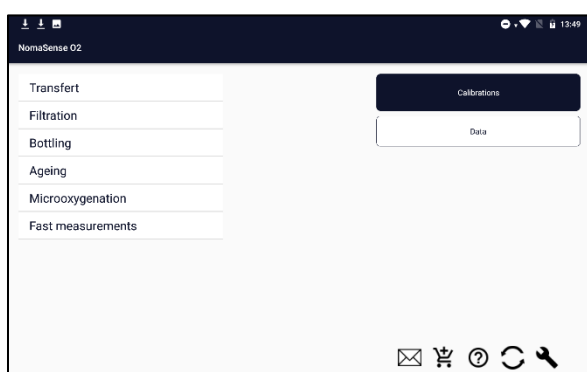 13:49
NomaSense O2
Transfert
Filtration
Bottling
Ageing
Microoxygenation
Fast measurements
Calibrations
Data